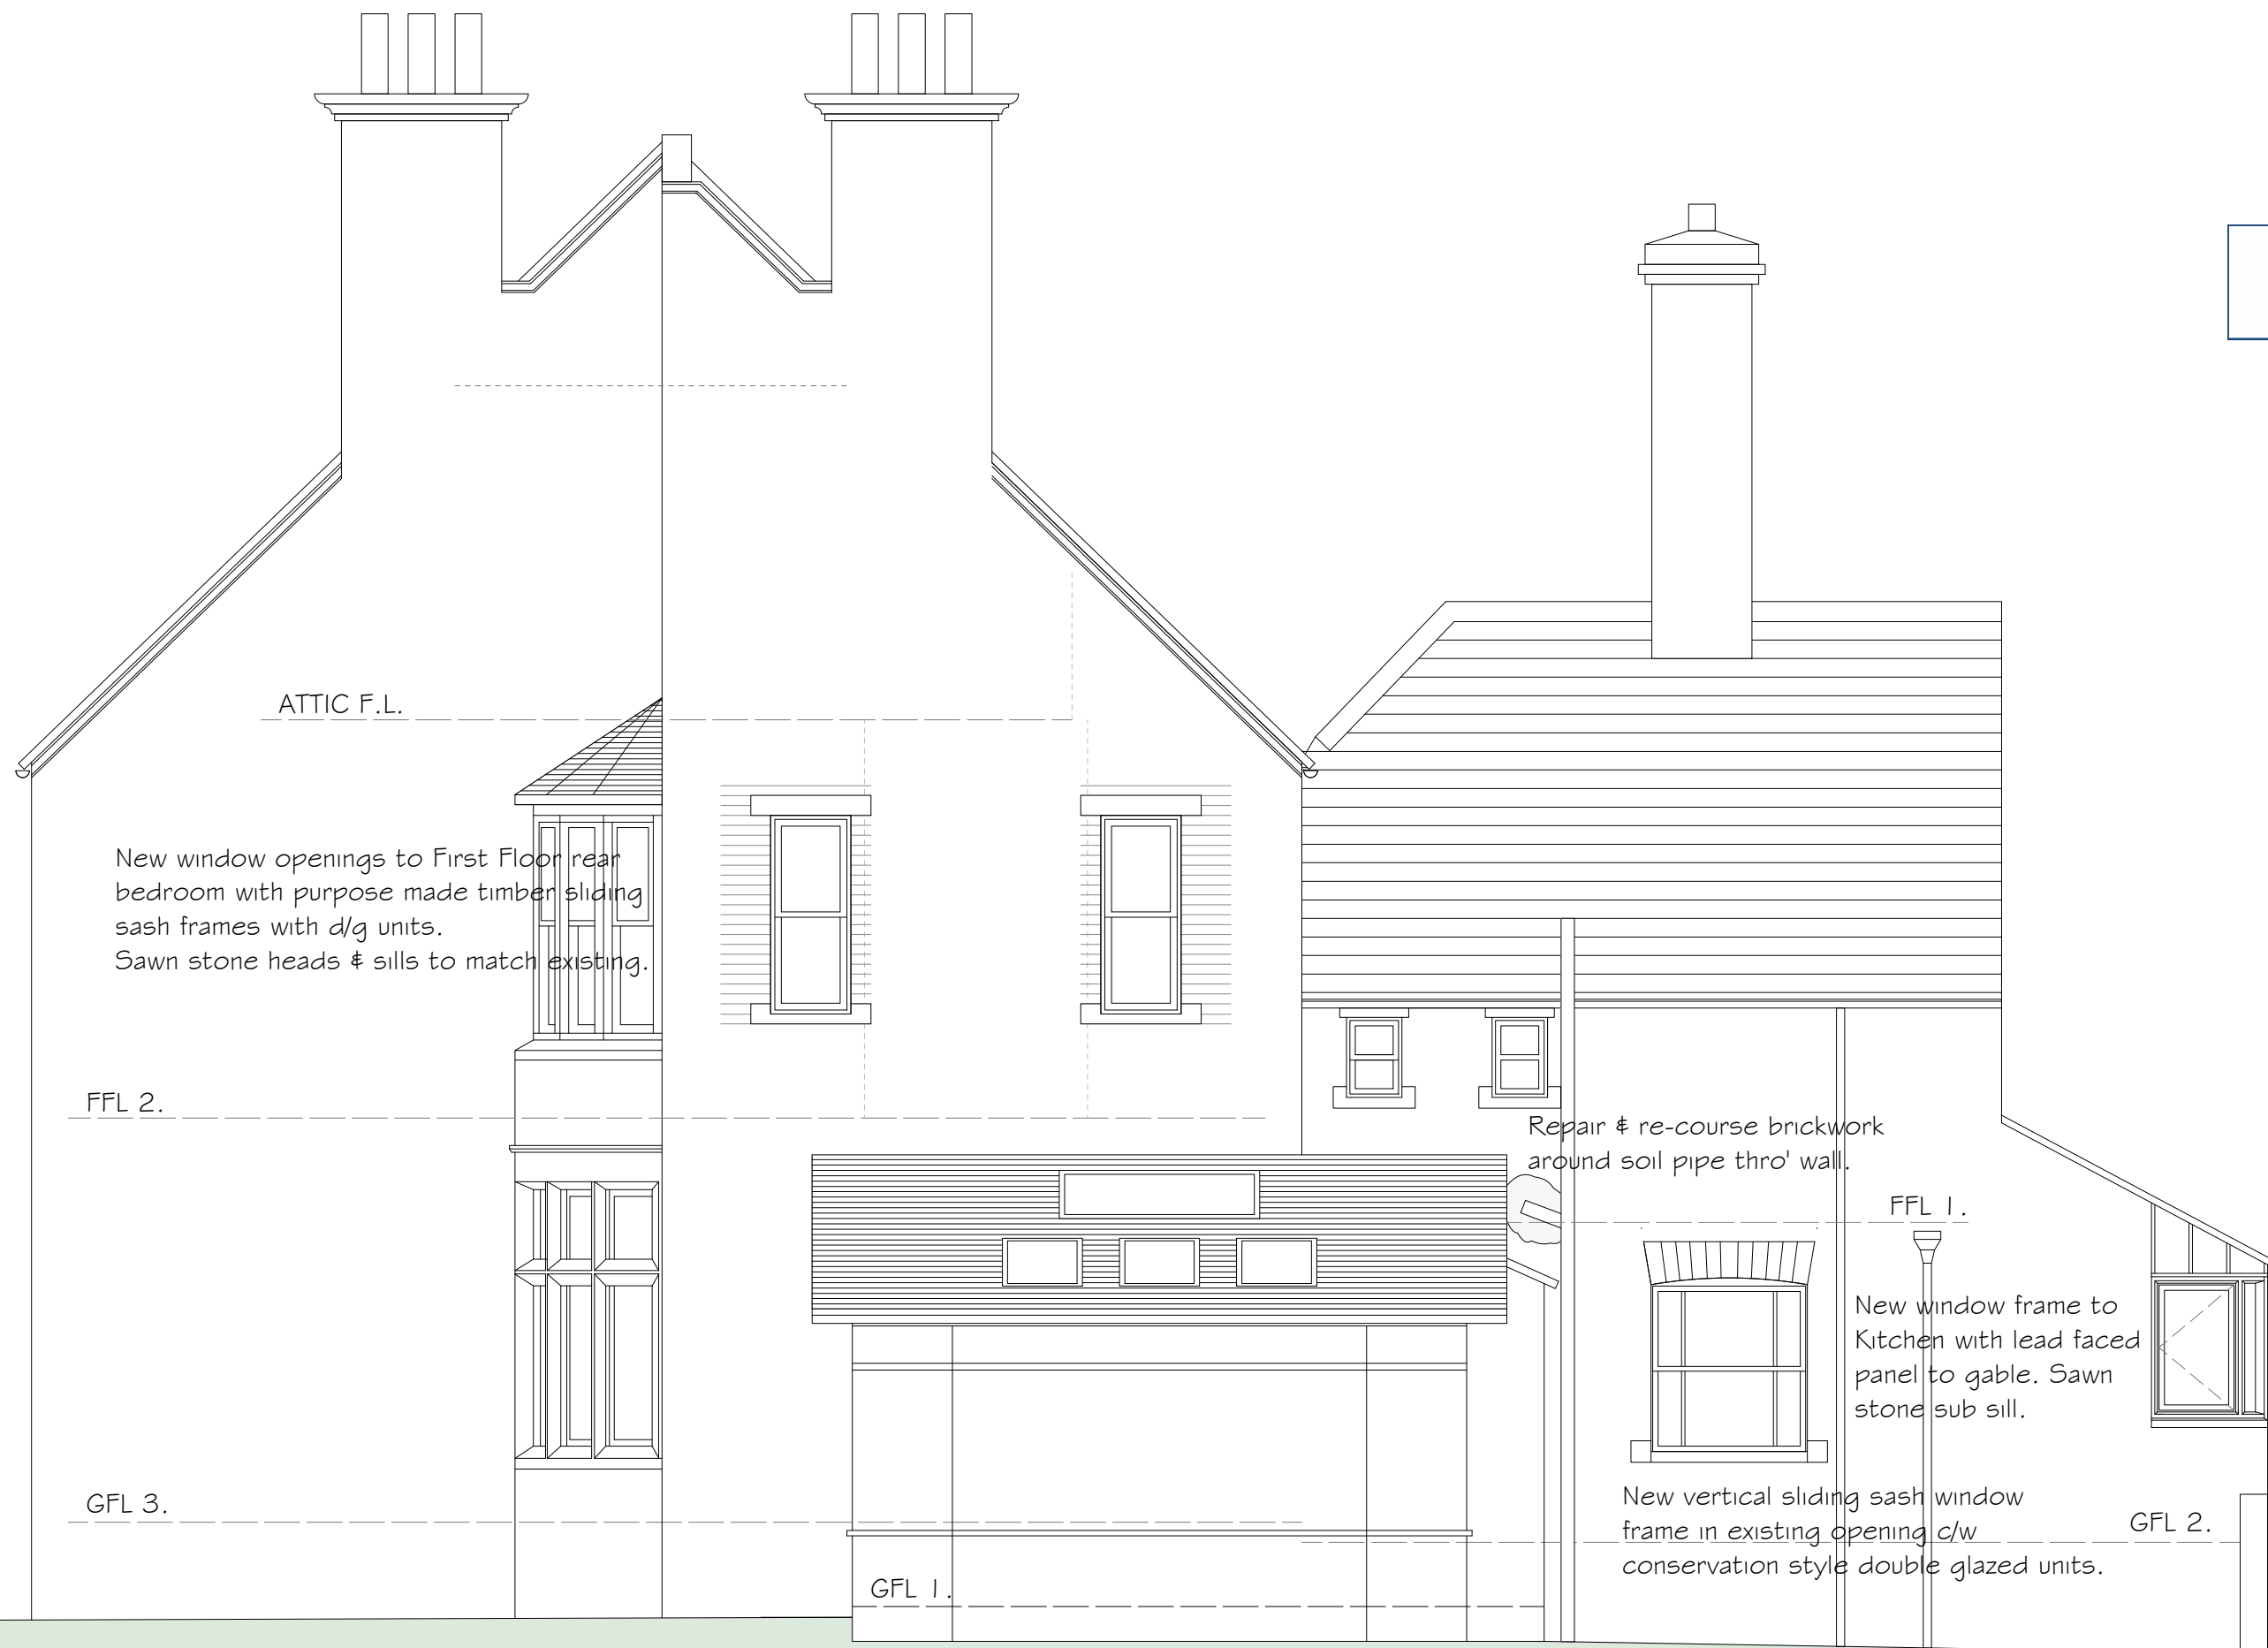 ATTIC F.L.
New window openings to First Floor rear
bedroom with purpose made timber sliding
sash frames with d/g units.
Sawn stone heads & sills to match existing.
FFL 2.
Repair & re-course brickwork
around soil pipe thro' wall.
FFL 1.
New window frame to
Kitchen with lead faced
panel to gable. Sawn
stone sub sill.
GFL 3.
New vertical sliding sash window
frame in existing opening c/w
conservation style double glazed units.
GFL 2.
GFL 1.